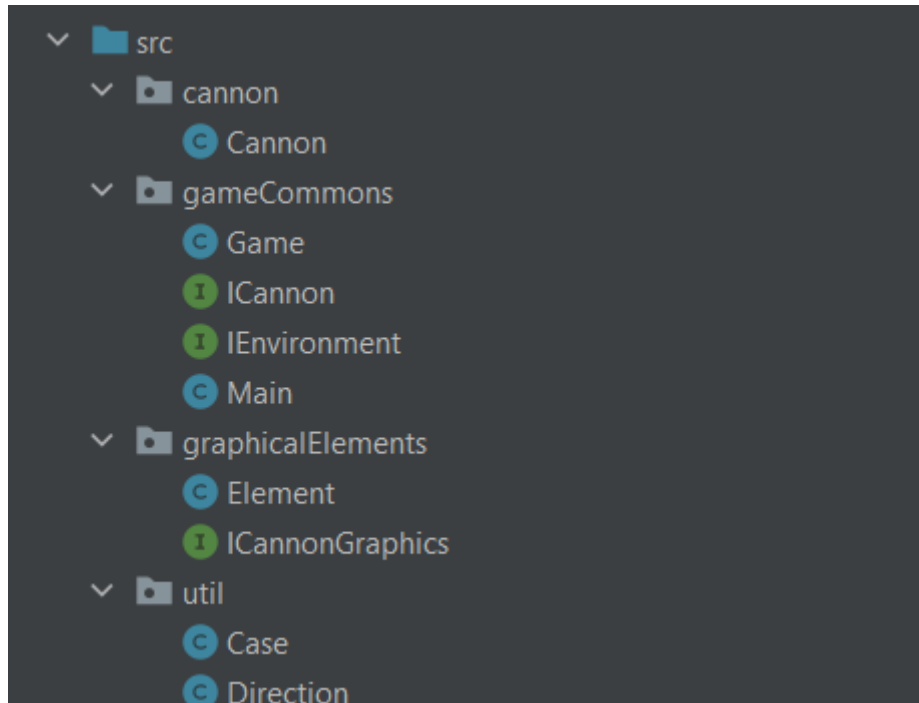 src
cannon
C Cannon
gameCommons
C Game
I ICannon
I IEnvironment
C Main
graphicalElements
C Element
I ICannonGraphics
util
C Case
C Direction